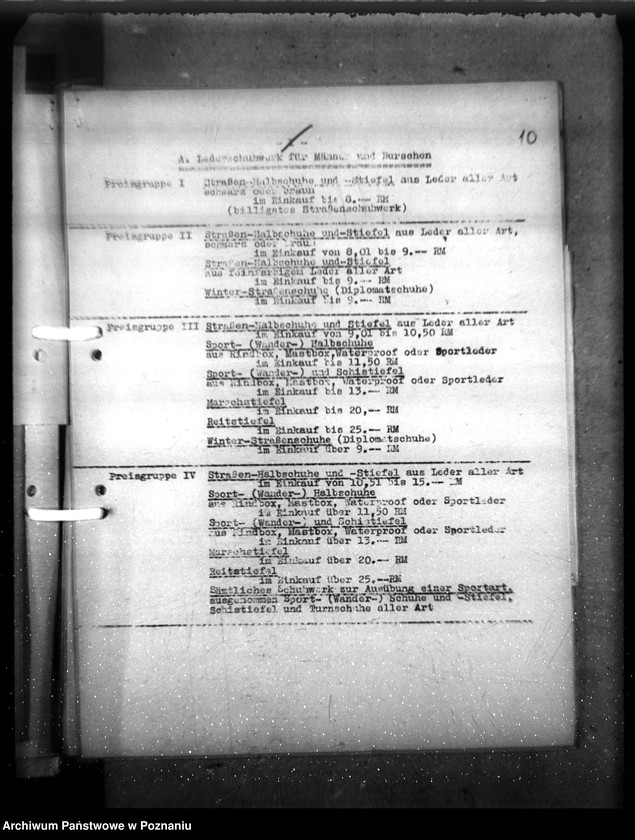 10
A. Lederschuhwerk für Männer und Burschen
Preisgruppe I Straßen-Halbschuhe und -Stiefel aus Leder aller Art
schwarz oder braun
im Einkauf bis 8.-- RM
(billigstes Straßenschuhwerk)
Preisgruppe II Straßen-Halbschuhe und-Stiefel aus Leder aller Art,
schwarz oder braun
im Einkauf von 8,01 bis 9.-- RM
Straßen-Halbschuhe und-Stiefel
aus feinfarbigem Leder aller Art
im Einkauf bis 9.-- RM
Winter-Straßenschuhe (Diplomatschuhe)
im Einkauf bis 9.-- RM
Preisgruppe III Straßen-Halbschuhe und Stiefel aus Leder aller Art
im Einkauf von 9,01 bis 10,50 RM
Sport- (Wander-) Halbschuhe
aus Rindbox, Mastbox,Waterproof oder Sportleder
im Einkauf bis 11,50 RM
Sport- (Wander-) und Schistiefel
aus Rindbox, Mastbox, Waterproof oder Sportleder
im Einkauf bis 13.-- RM
Marschstiefel
im Einkauf bis 20,-- RM
Reitstiefel
im Einkauf bis 25.-- RM
Winter-Straßenschuhe (Diplomatschuhe)
im Einkauf über 9.-- RM
Preisgruppe IV Straßen-Halbschuhe und -Stiefel aus Leder aller Art
im Einkauf von 10,51 bis 15.-- RM
Sport- (Wander-) Halbschuhe
aus Rindbox, Mastbox, Waterproof oder Sportleder
im Einkauf über 11,50 RM
Sport- (Wander-) und Schistiefel
aus Rindbox, Mastbox, Waterproof oder Sportleder
im Einkauf über 13.-- RM
Marschstiefel
im Einkauf über 20.-- RM
Reitstiefel
im Einkauf über 25.--RM
Sämtliches Schuhwerk zur Ausübung einer Sportart,
ausgenommen Sport- (Wander-) Schuhe und -Stiefel,
Schistiefel und Turnschuhe aller Art
Archiwum Państwowe w Poznaniu